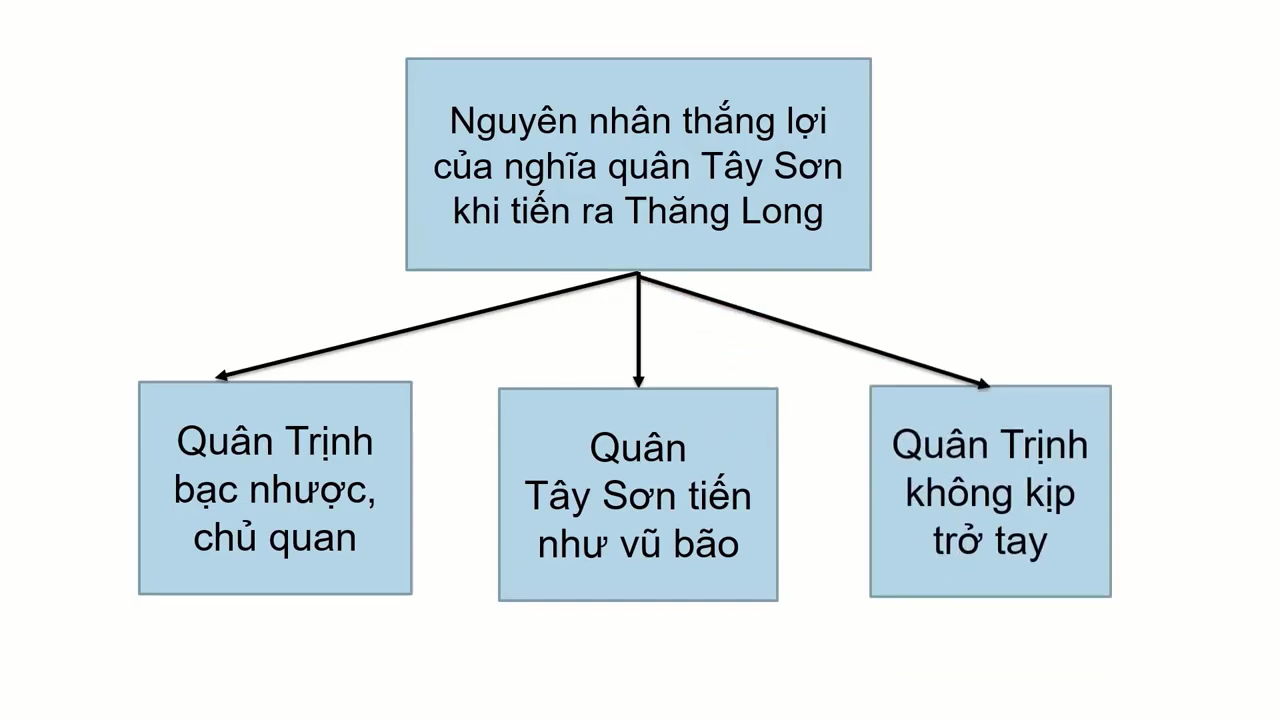 Nguyên nhân thắng lợi
của nghĩa quân Tây Sơn
khi tiến ra Thăng Long
Quân Trịnh
bạc nhược,
chủ quan
Quân
Tây Sơn tiến
như vũ bão
Quân Trịnh
không kịp
trở tay